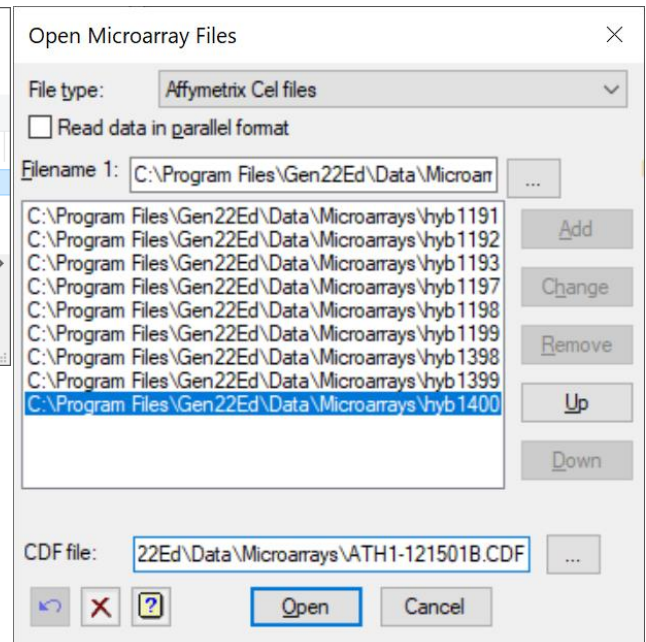 Open Microarray Files
File type: Affymetrix Cel files
Read data in parallel format
Filename 1: C:\Program Files\Gen22Ed\Data\Microarr ...
C:\Program Files\Gen22Ed\Data\Microarrays\hyb1191
C:\Program Files\Gen22Ed\Data\Microarrays\hyb1192
C:\Program Files\Gen22Ed\Data\Microarrays\hyb1193
C:\Program Files\Gen22Ed\Data\Microarrays\hyb1197
C:\Program Files\Gen22Ed\Data\Microarrays\hyb1198
C:\Program Files\Gen22Ed\Data\Microarrays\hyb1199
C:\Program Files\Gen22Ed\Data\Microarrays\hyb1398
C:\Program Files\Gen22Ed\Data\Microarrays\hyb1399
C:\Program Files\Gen22Ed\Data\Microarrays\hyb1400
Add
Change
Remove
Up
Down
CDF file: 22Ed\Data\Microarrays\ATH1-121501B.CDF ...
? Open Cancel